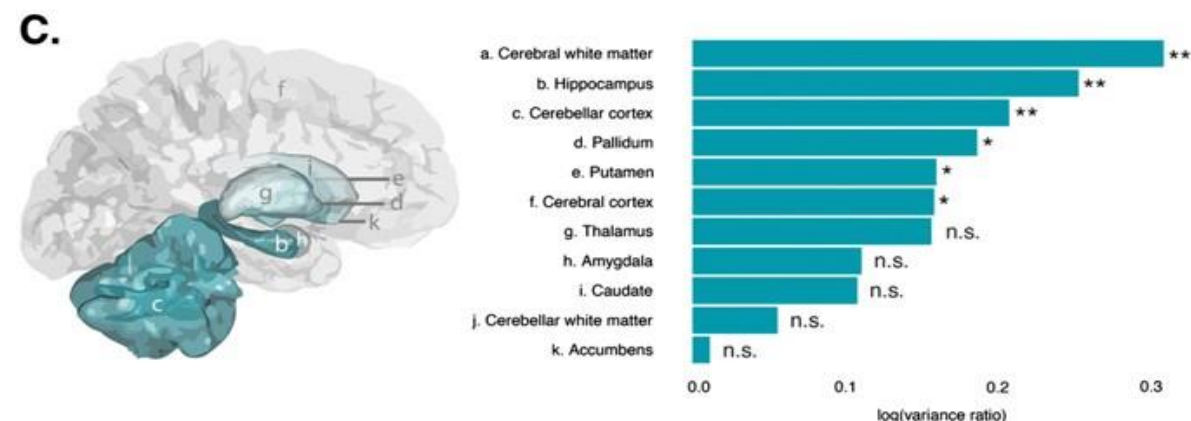 C.
f
i
e
g
d
k
b
h
j
c
a. Cerebral white matter
**
b. Hippocampus
**
c. Cerebellar cortex
**
d. Pallidum
*
e. Putamen
*
f. Cerebral cortex
*
g. Thalamus
n.s.
h. Amygdala
n.s.
i. Caudate
n.s.
j. Cerebellar white matter
n.s.
k. Accumbens
n.s.
0.0 0.1 0.2 0.3
log(variance ratio)